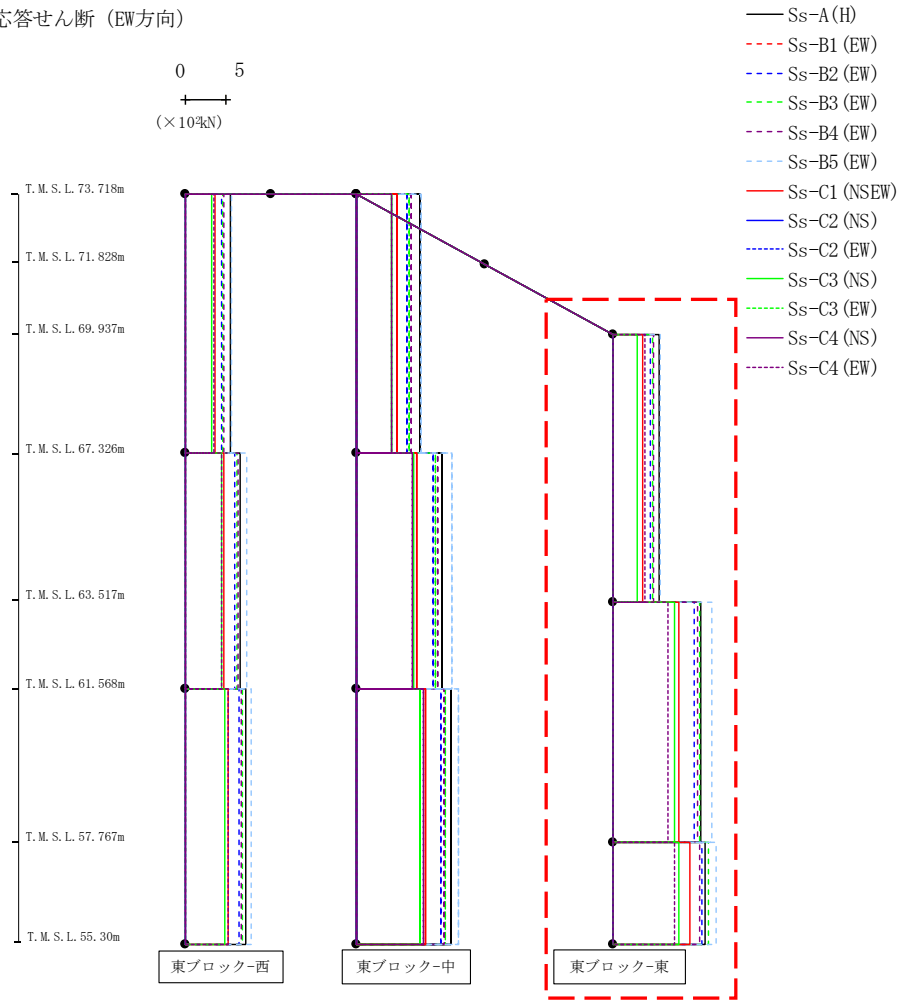 応答せん断 (EW方向)
0 5
(×10²kN)
Ss-A(H)
Ss-B1(EW)
Ss-B2(EW)
Ss-B3(EW)
Ss-B4(EW)
Ss-B5(EW)
Ss-C1(NSEW)
Ss-C2(NS)
Ss-C2(EW)
Ss-C3(NS)
Ss-C3(EW)
Ss-C4(NS)
Ss-C4(EW)
T.M.S.L.73.718m
T.M.S.L.71.828m
T.M.S.L.69.937m
T.M.S.L.67.326m
T.M.S.L.63.517m
T.M.S.L.61.568m
T.M.S.L.57.767m
T.M.S.L.55.30m
東ブロック-西
東ブロック-中
東ブロック-東